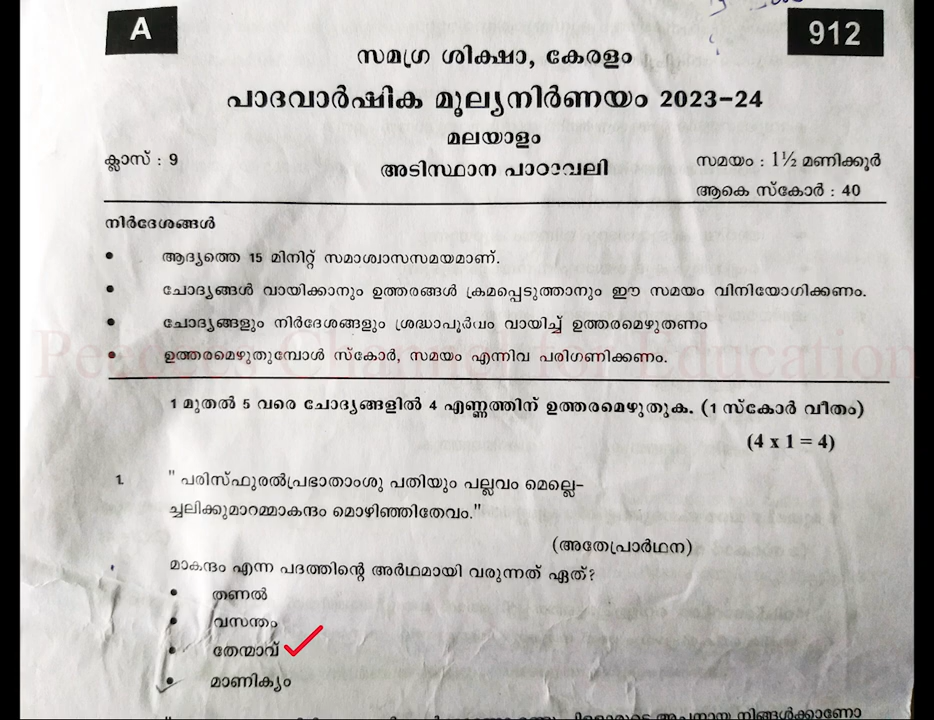 A
912
സമഗ്ര ശിക്ഷാ, കേരളം
പാദവാർഷിക മൂല്യനിർണയം 2023-24
മലയാളം
ക്ലാസ് : 9
അടിസ്ഥാന പാഠാവലി
സമയം : 1½ മണിക്കൂർ
ആകെ സ്കോർ : 40
നിർദേശങ്ങൾ
• ആദ്യത്തെ 15 മിനിറ്റ് സമാശ്വാസസമയമാണ്.
• ചോദ്യങ്ങൾ വായിക്കാനും ഉത്തരങ്ങൾ ക്രമപ്പെടുത്താനും ഈ സമയം വിനിയോഗിക്കണം.
• ചോദ്യങ്ങളും നിർദേശങ്ങളും ശ്രദ്ധാപൂർവം വായിച്ച് ഉത്തരമെഴുതണം
• ഉത്തരമെഴുതുമ്പോൾ സ്കോർ, സമയം എന്നിവ പരിഗണിക്കണം.
Channel for Education
1 മുതൽ 5 വരെ ചോദ്യങ്ങളിൽ 4 എണ്ണത്തിന് ഉത്തരമെഴുതുക. (1 സ്കോർ വീതം)
(4 x 1 = 4)
1. " പരിസ്ഫുരൽപ്രഭാതാംശു പതിയും പല്ലവം മെല്ലെ-
ച്ചലിക്കുമാറമ്മാകന്ദം മൊഴിഞ്ഞിതേവം."
(അതേപ്രാർഥന)
മാകന്ദം എന്ന പദത്തിന്റെ അർഥമായി വരുന്നത് ഏത്?
• തണൽ
• വസന്തം
• തേന്മാവ്
• മാണിക്യം